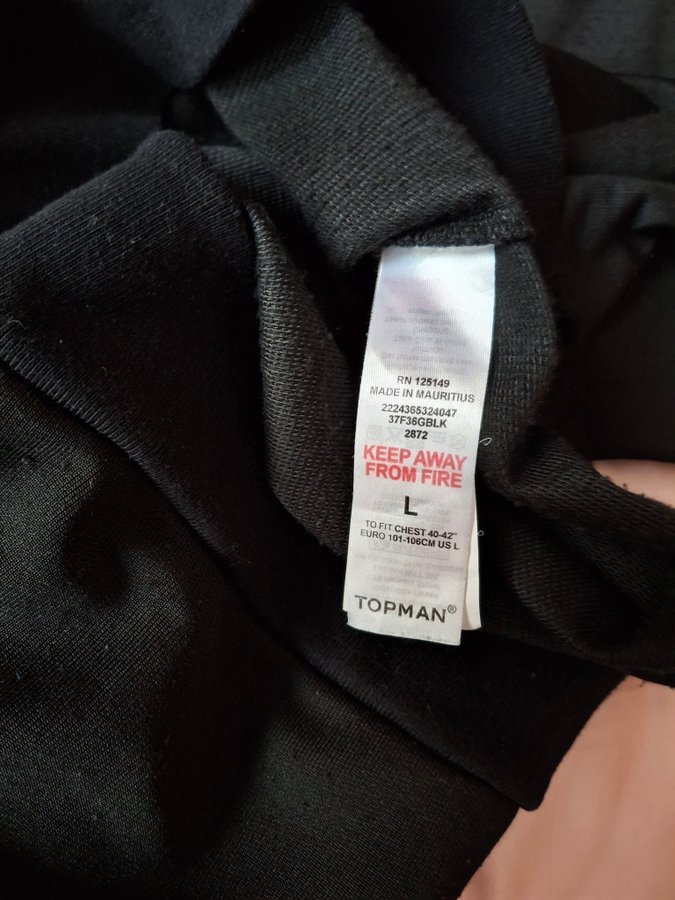 RN 125149
MADE IN MAURITIUS
2224365324047
37F36GBLK
2872
KEEP AWAY
FROM FIRE
L
TO FIT CHEST 40-42"
EURO 101-106CM US L
TOPMAN®